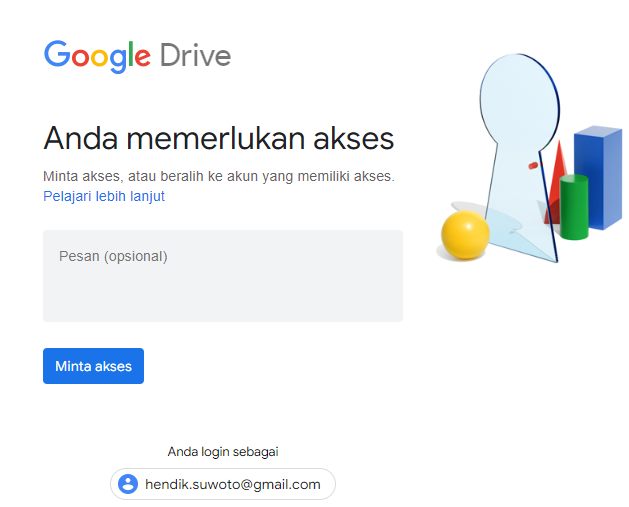 Google Drive
Anda memerlukan akses
Minta akses, atau beralih ke akun yang memiliki akses.
Pelajari lebih lanjut
Pesan (opsional)
Minta akses
Anda login sebagai
hendik.suwoto@gmail.com